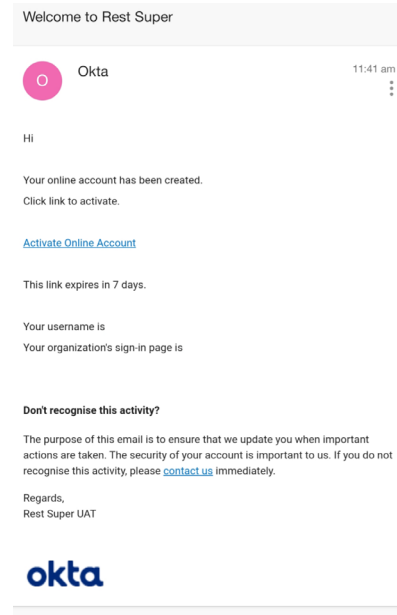 Welcome to Rest Super
O
Okta
11:41 am
Hi
Your online account has been created.
Click link to activate.
Activate Online Account
This link expires in 7 days.
Your username is
Your organization's sign-in page is
Don't recognise this activity?
The purpose of this email is to ensure that we update you when important
actions are taken. The security of your account is important to us. If you do not
recognise this activity, please contact us immediately.
Regards,
Rest Super UAT
okta